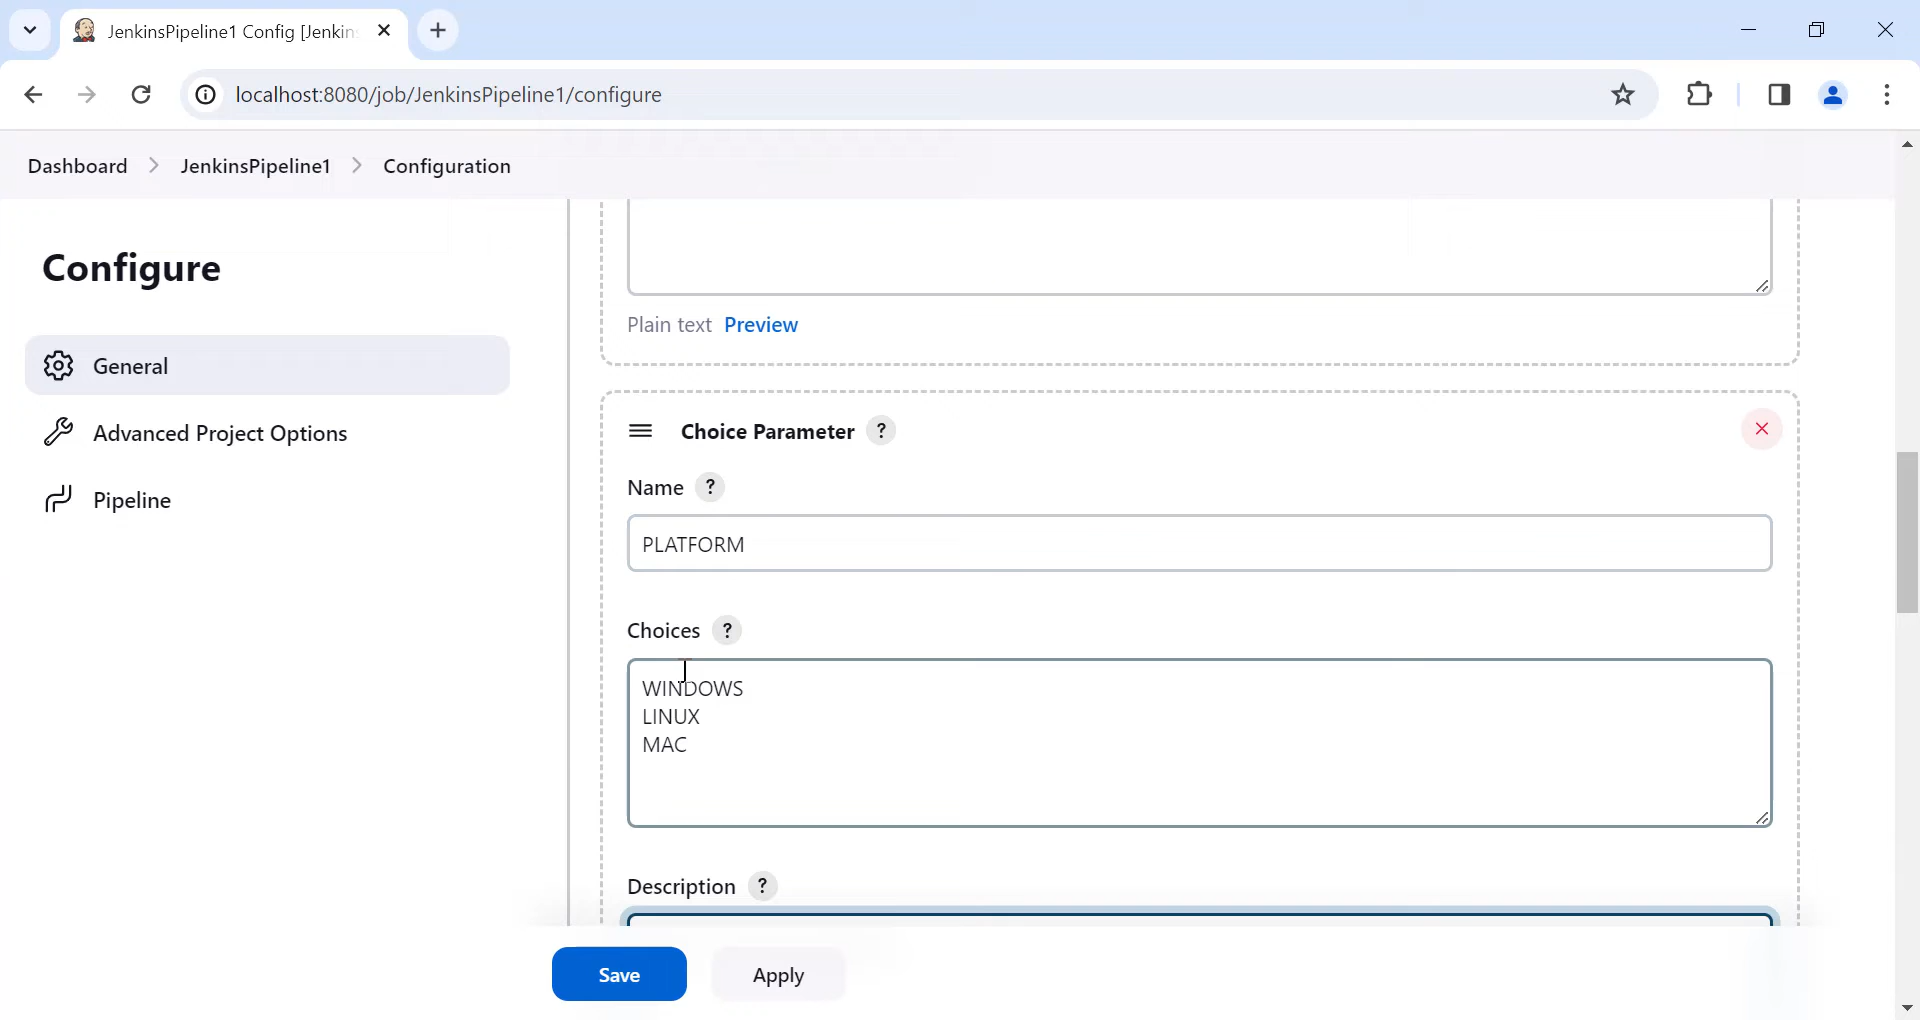 JenkinsPipeline1 Config [Jenkin
localhost:8080/job/JenkinsPipeline1/configure
Dashboard > JenkinsPipeline1 > Configuration
Configure
General
Advanced Project Options
Pipeline
Plain text Preview
Choice Parameter ?
Name ?
PLATFORM
Choices ?
WINDOWS
LINUX
MAC
Description ?
Save Apply